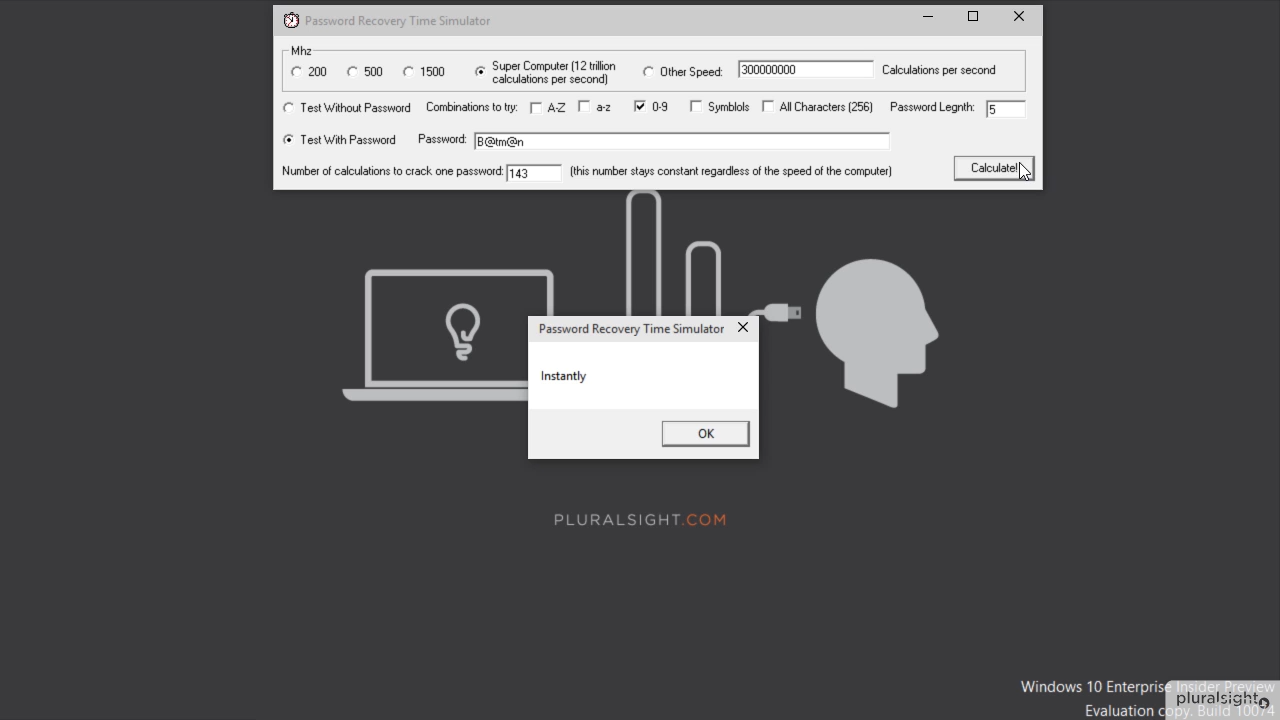 Password Recovery Time Simulator
Mhz
200 500 1500 Super Computer (12 trillion calculations per second) Other Speed: 300000000 Calculations per second
Test Without Password Combinations to try: A-Z a-z 0-9 Symblols All Characters (256) Password Legnth: 5
Test With Password Password: B@tm@n
Number of calculations to crack one password: 143 (this number stays constant regardless of the speed of the computer) Calculate!
Password Recovery Time Simulator
Instantly
OK
PLURALSIGHT.COM
Windows 10 Enterprise Insider Preview
pluralsight
Evaluation copy. Build 10074